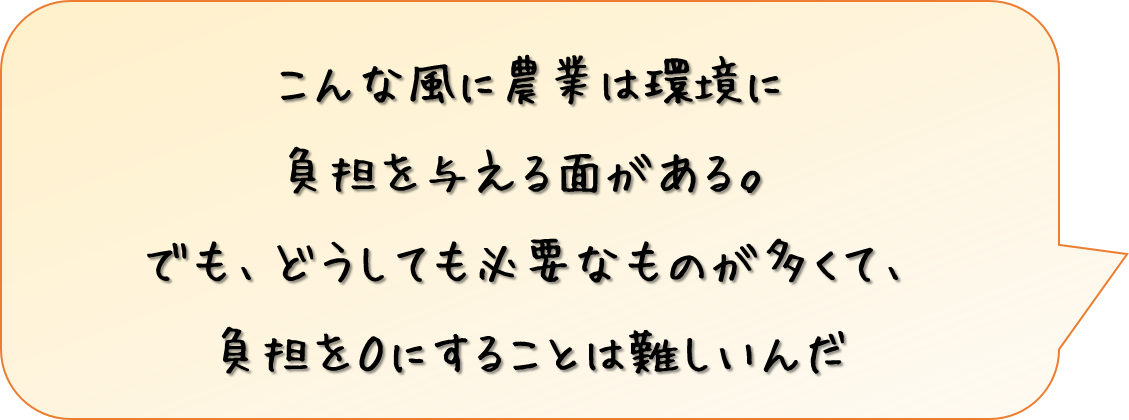 こんな風に農業は環境に
負担を与える面がある。
でも、どうしても必要なものが多くて、
負担を0にすることは難しいんだ